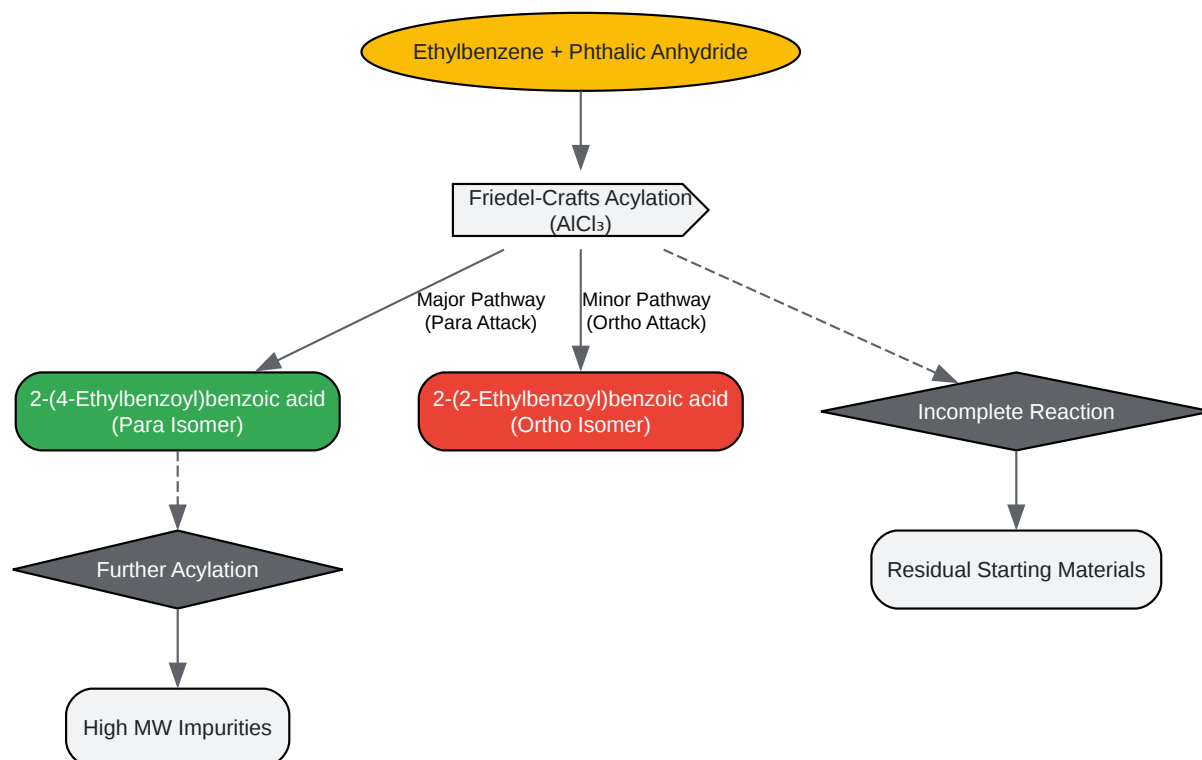 Ethylbenzene + Phthalic Anhydride
Friedel-Crafts Acylation
(AlCl₃)
Major Pathway
(Para Attack)
Minor Pathway
(Ortho Attack)
2-(4-Ethylbenzoyl)benzoic acid
(Para Isomer)
2-(2-Ethylbenzoyl)benzoic acid
(Ortho Isomer)
Incomplete Reaction
Further Acylation
Residual Starting Materials
High MW Impurities